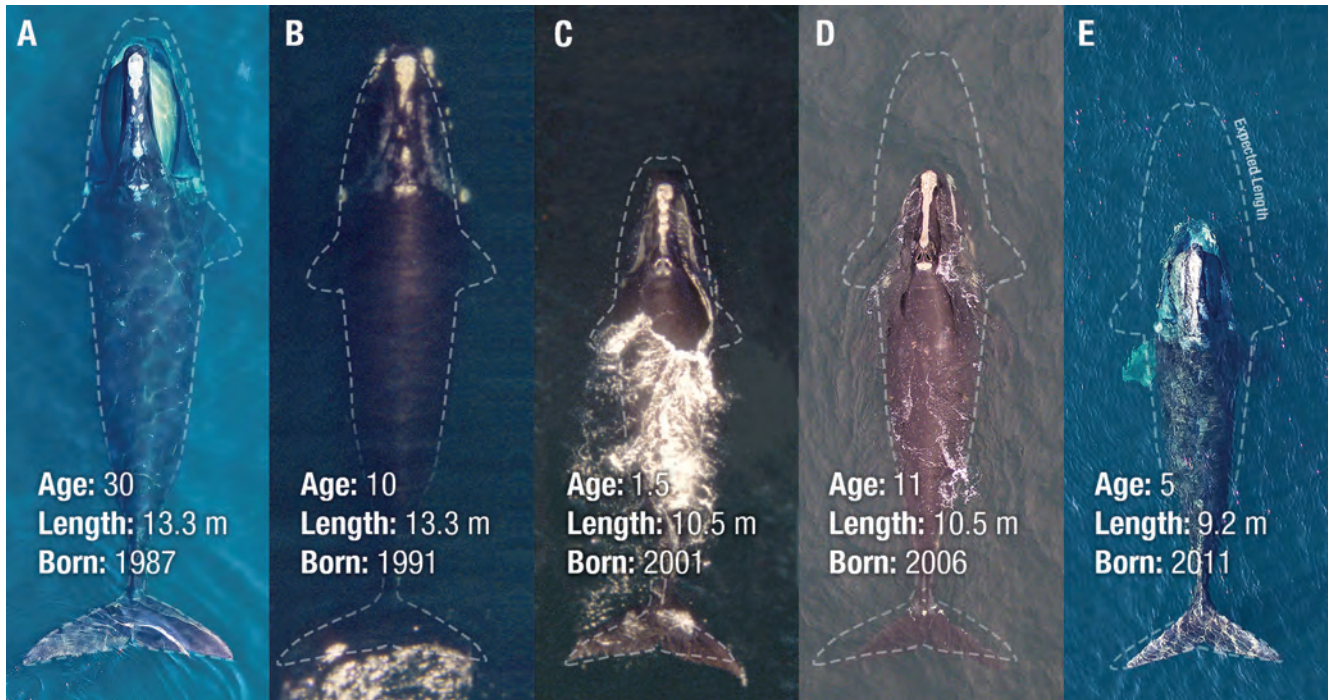 A
Age: 30
Length: 13.3 m
Born: 1987
B
Age: 10
Length: 13.3 m
Born: 1991
C
Age: 1.5
Length: 10.5 m
Born: 2001
D
Age: 11
Length: 10.5 m
Born: 2006
E
Expected Length
Age: 5
Length: 9.2 m
Born: 2011